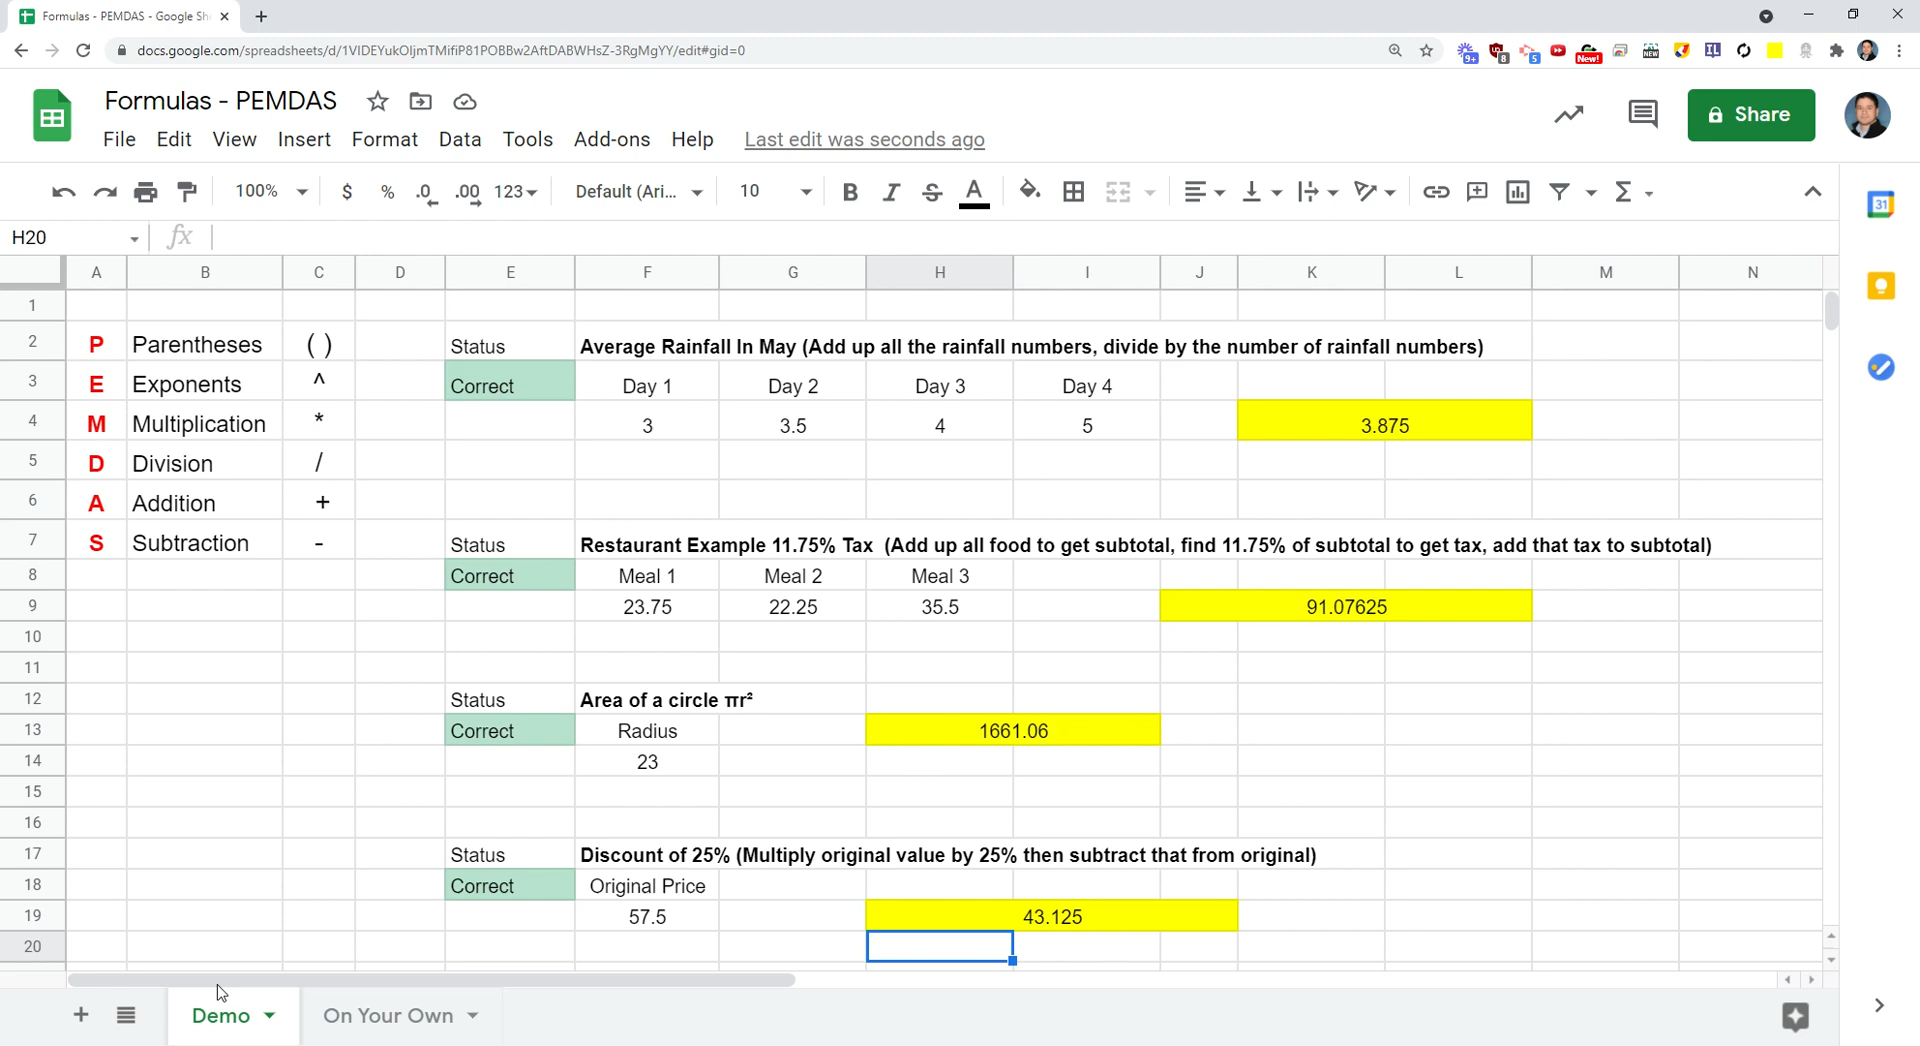 Formulas - PEMDAS - Google Sh
docs.google.com/spreadsheets/d/1VIDEYukOljmTMifiP81POBBw2AftDABWHsZ-3RgMgYY/edit#gid=0
9+ 8 5 New! NEW IL
Formulas - PEMDAS
File Edit View Insert Format Data Tools Add-ons Help Last edit was seconds ago
Share
100% $ % .0 .00 123 Default (Ari... 10 B I S A Σ
31
H20 fx
A B C D E F G H I J K L M N
1
2 P Parentheses ( ) Status Average Rainfall In May (Add up all the rainfall numbers, divide by the number of rainfall numbers)
3 E Exponents ^ Correct Day 1 Day 2 Day 3 Day 4
4 M Multiplication * 3 3.5 4 5 3.875
5 D Division /
6 A Addition +
7 S Subtraction - Status Restaurant Example 11.75% Tax (Add up all food to get subtotal, find 11.75% of subtotal to get tax, add that tax to subtotal)
8 Correct Meal 1 Meal 2 Meal 3
9 23.75 22.25 35.5 91.07625
10
11
12 Status Area of a circle πr²
13 Correct Radius 1661.06
14 23
15
16
17 Status Discount of 25% (Multiply original value by 25% then subtract that from original)
18 Correct Original Price
19 57.5 43.125
20
+ Demo On Your Own